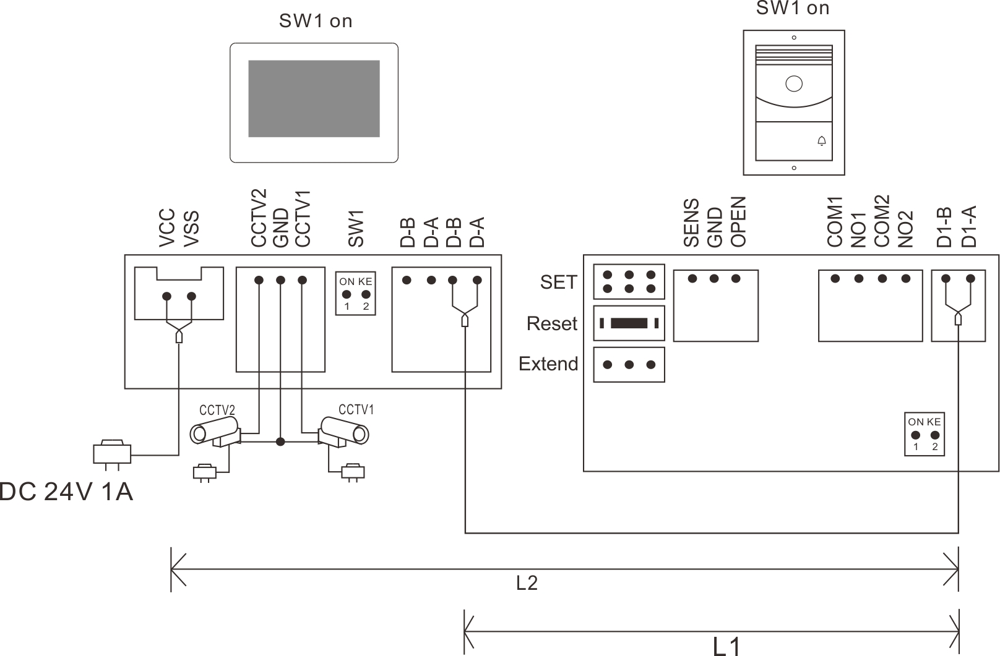 SW1 on
SW1 on
VCC
VSS
CCTV2
GND
CCTV1
SW1
D-B
D-A
D-B
D-A
SENS
GND
OPEN
COM1
NO1
COM2
NO2
D1-B
D1-A
ON KE
1 2
SET
Reset
Extend
CCTV2
CCTV1
ON KE
1 2
DC 24V 1A
L2
L1